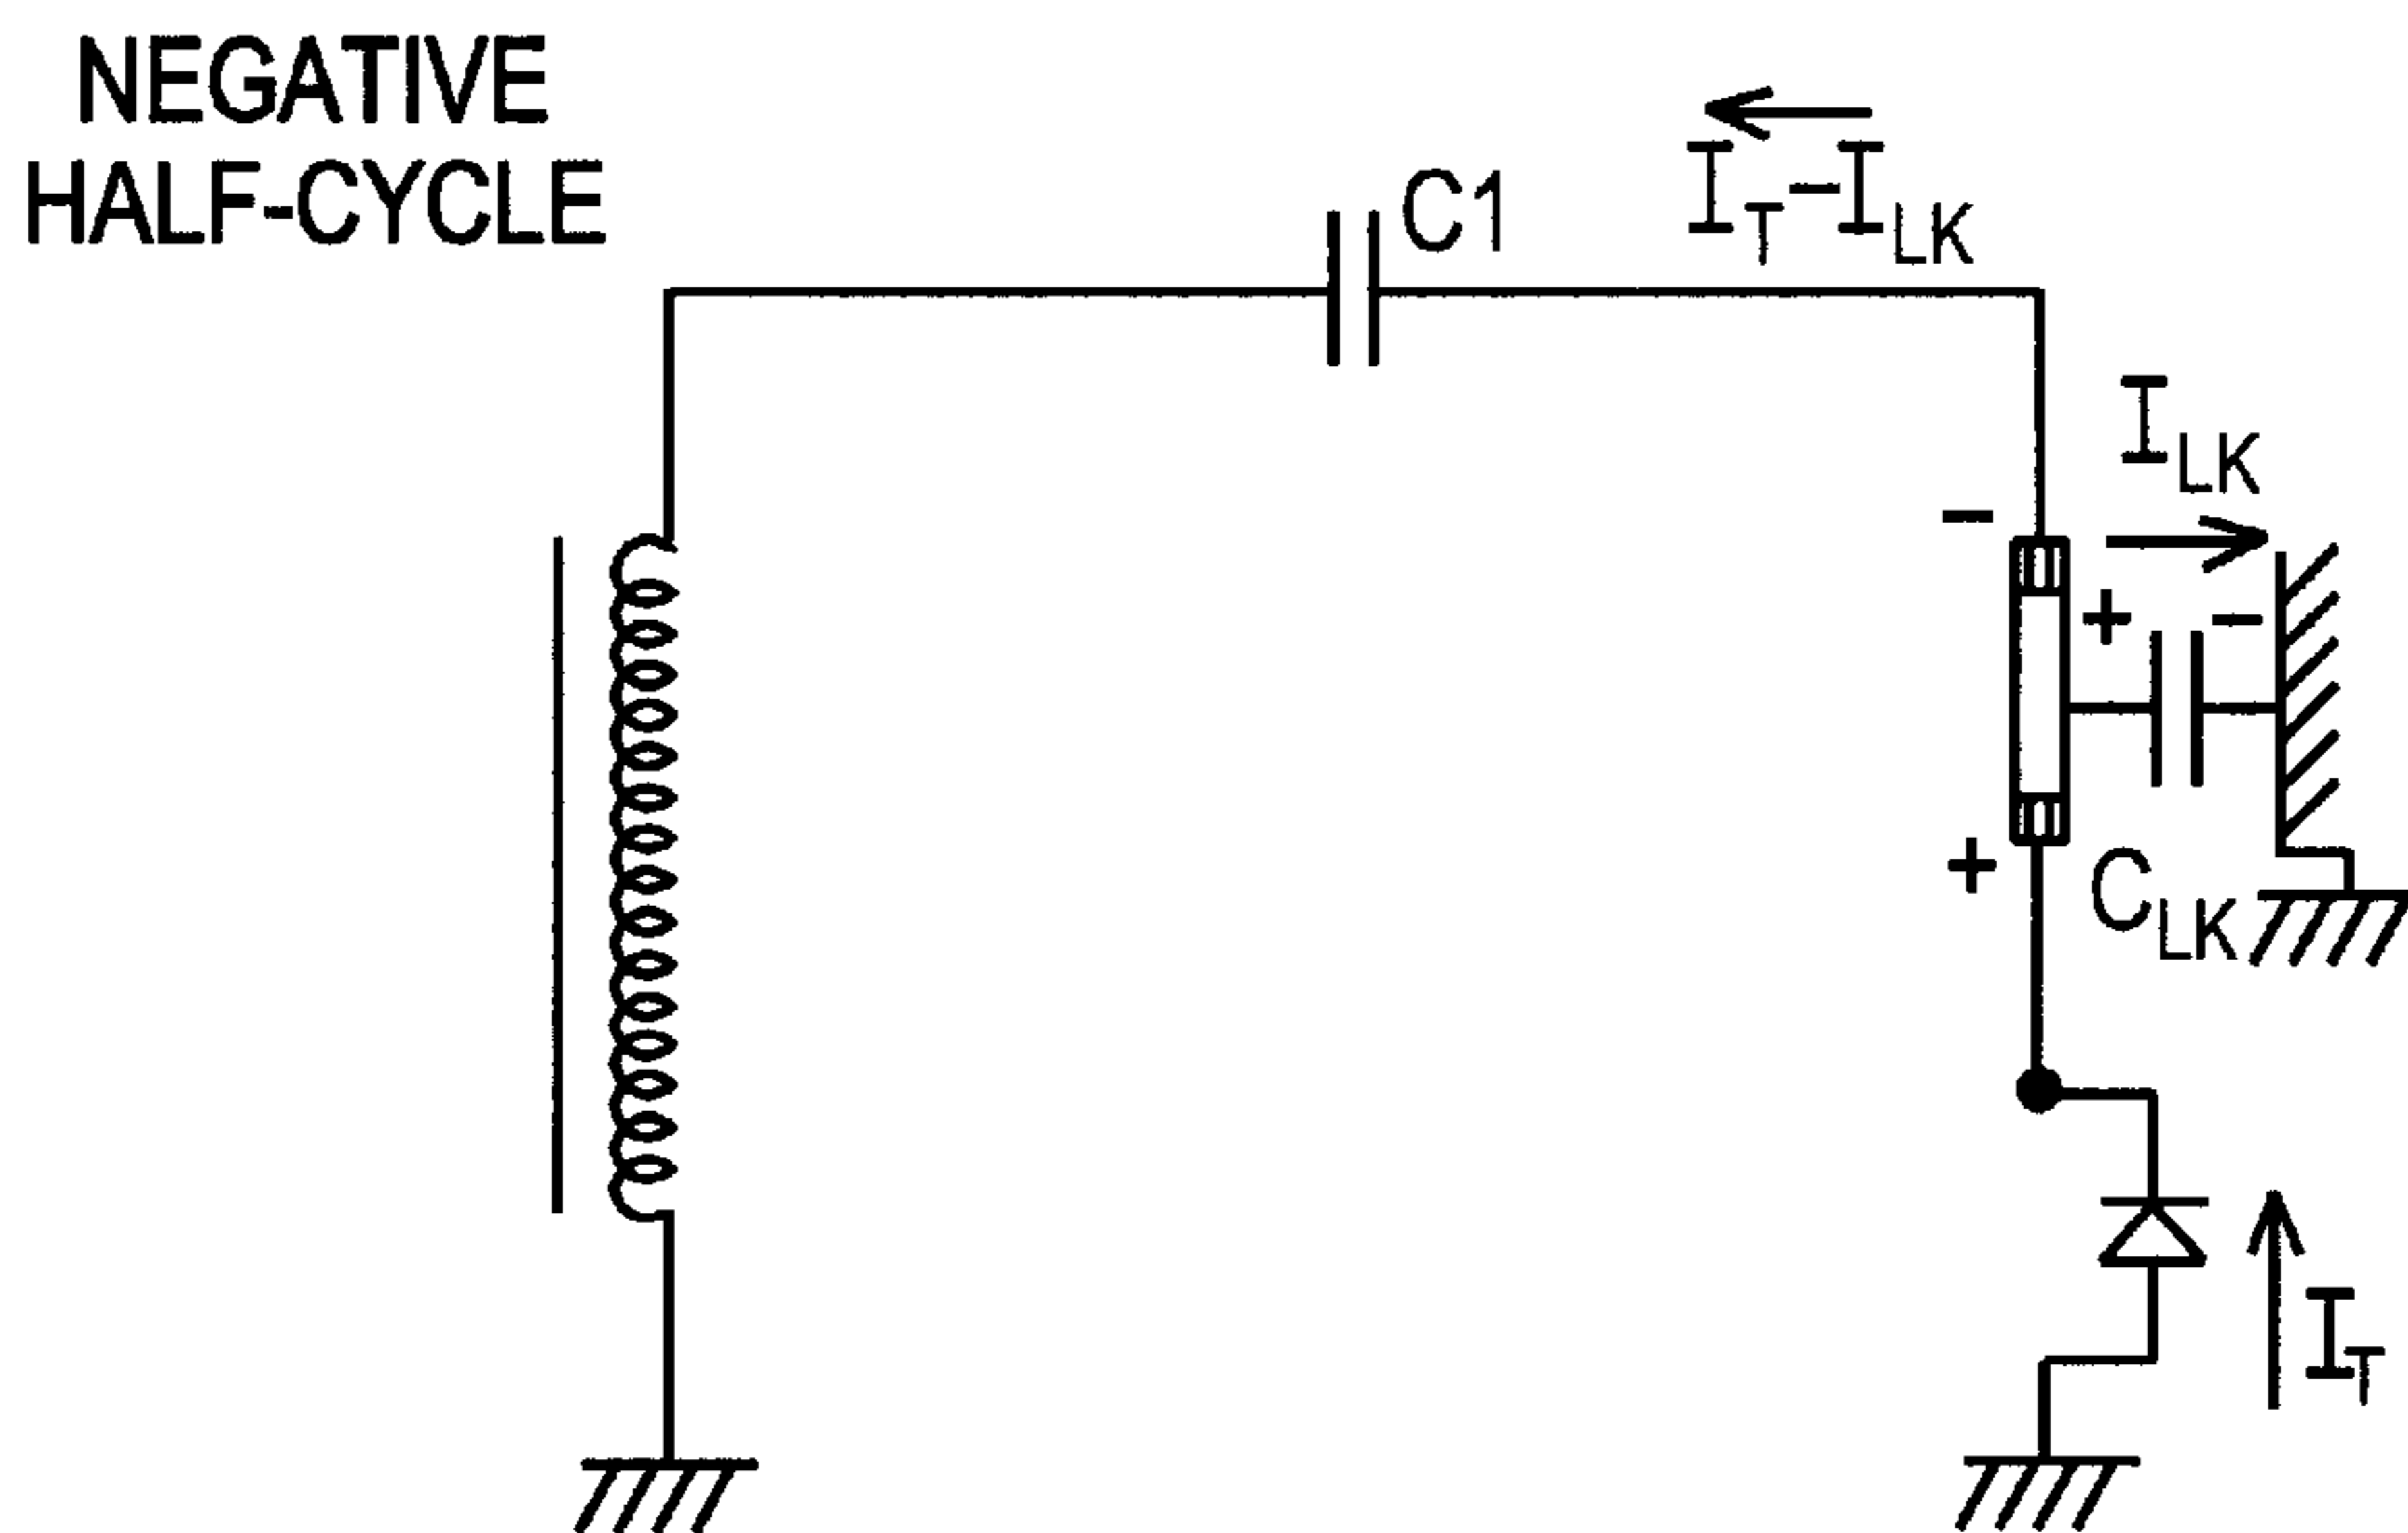 NEGATIVE
HALF-CYCLE
C1
I_T-I_LK
I_LK
-
+ -
+
C_LK
I_T